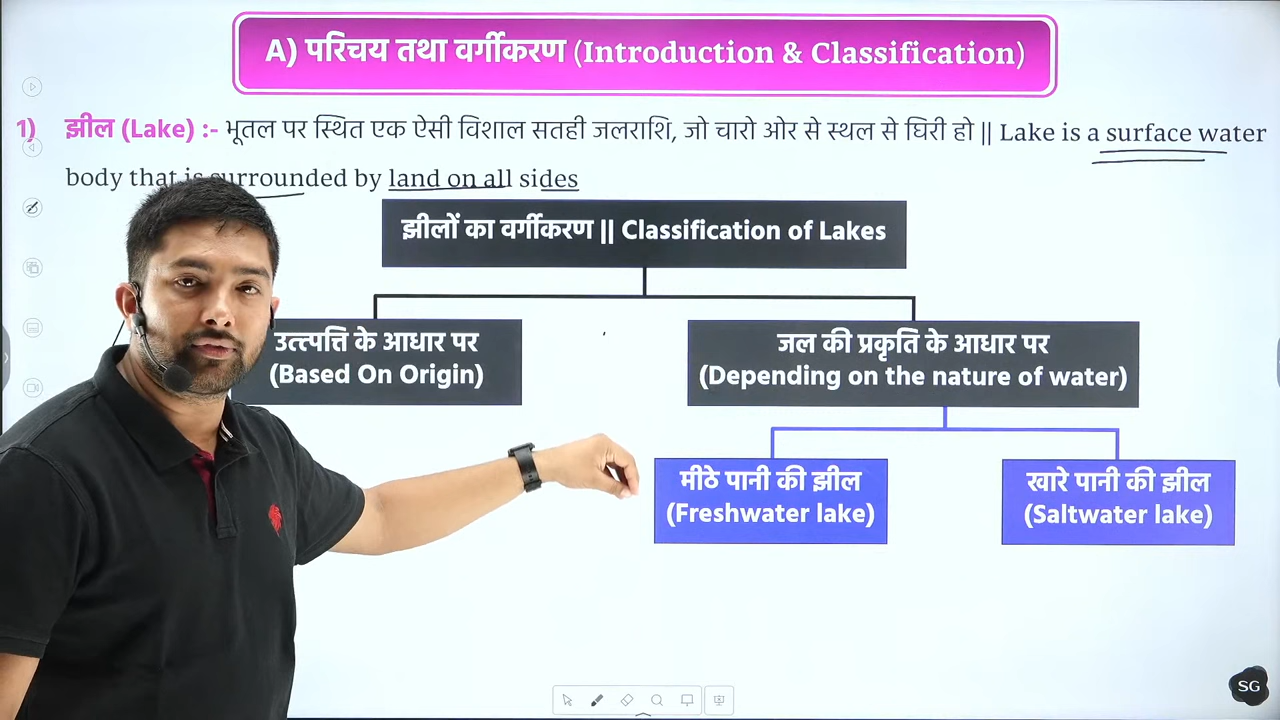 A) परिचय तथा वर्गीकरण (Introduction & Classification)
1) झील (Lake) :- भूतल पर स्थित एक ऐसी विशाल सतही जलराशि, जो चारो ओर से स्थल से घिरी हो || Lake is a surface water
body that is surrounded by land on all sides
झीलों का वर्गीकरण || Classification of Lakes
उत्त्पत्ति के आधार पर
(Based On Origin)
जल की प्रकृति के आधार पर
(Depending on the nature of water)
मीठे पानी की झील
(Freshwater lake)
खारे पानी की झील
(Saltwater lake)
SG